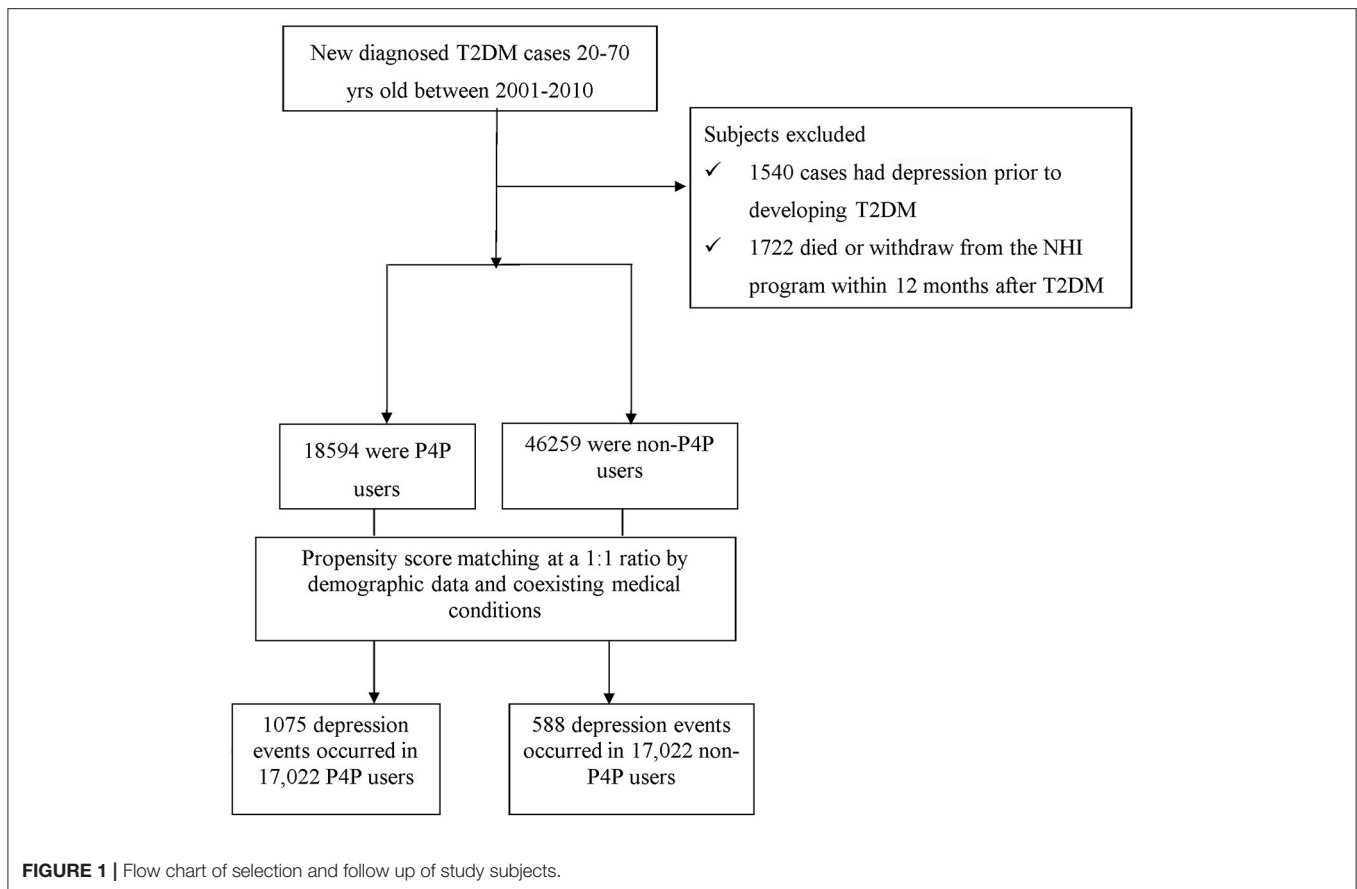 New diagnosed T2DM cases 20-70
yrs old between 2001-2010
Subjects excluded
✓ 1540 cases had depression prior to
developing T2DM
✓ 1722 died or withdraw from the NHI
program within 12 months after T2DM
18594 were P4P
users
46259 were non-P4P
users
Propensity score matching at a 1:1 ratio by
demographic data and coexisting medical
conditions
1075 depression
events occurred in
17,022 P4P users
588 depression events
occurred in 17,022 non-
P4P users
FIGURE 1 | Flow chart of selection and follow up of study subjects.